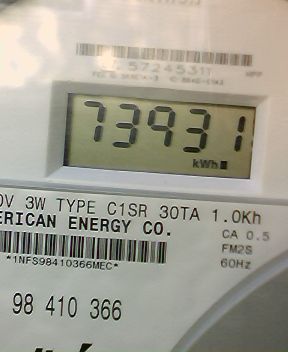 73931
kWh
0V 3W TYPE C1SR 30TA 1.0Kh
ERICAN ENERGY CO.
CA 0.5
FM2S
*1NFS98410366MEC*
60Hz
98 410 366